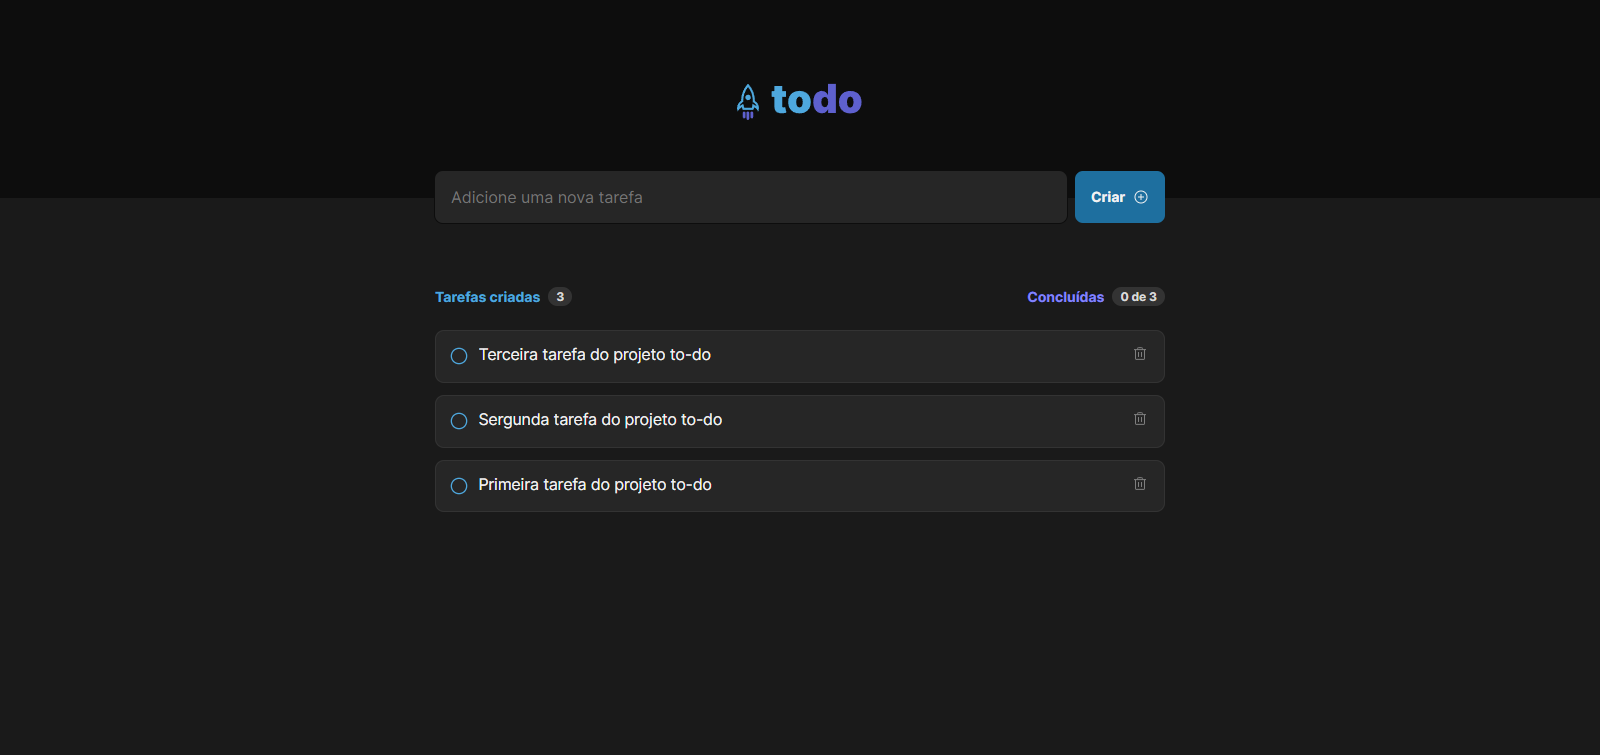 todo
Adicione uma nova tarefa
Criar
Tarefas criadas 3
Concluídas 0 de 3
Terceira tarefa do projeto to-do
Sergunda tarefa do projeto to-do
Primeira tarefa do projeto to-do